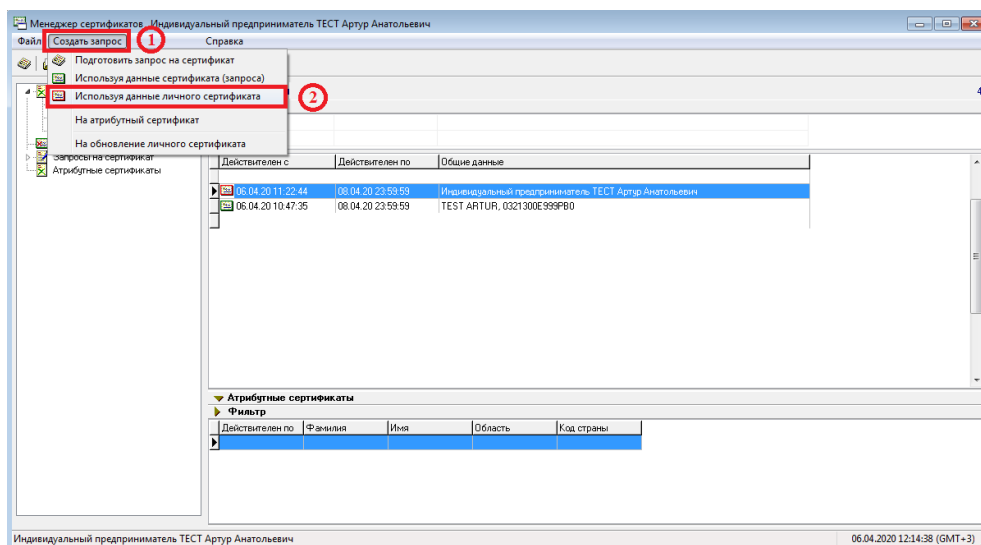 Менеджер сертификатов Индивидуальный предприниматель ТЕСТ Артур Анатольевич
Файл Создать запрос Справка
1
Подготовить запрос на сертификат
Используя данные сертификата (запроса)
Используя данные личного сертификата
2
4
На атрибутный сертификат
На обновление личного сертификата
Запросы на сертификат
Атрибутные сертификаты
Действителен с Действителен по Общие данные
06.04.20 11:22:44 08.04.20 23:59:59 Индивидуальный предприниматель ТЕСТ Артур Анатольевич
06.04.20 10:47:35 08.04.20 23:59:59 TEST ARTUR, 0321300E999PB0
Атрибутные сертификаты
Фильтр
Действителен по Фамилия Имя Область Код страны
Индивидуальный предприниматель ТЕСТ Артур Анатольевич 06.04.2020 12:14:38 (GMT+3)